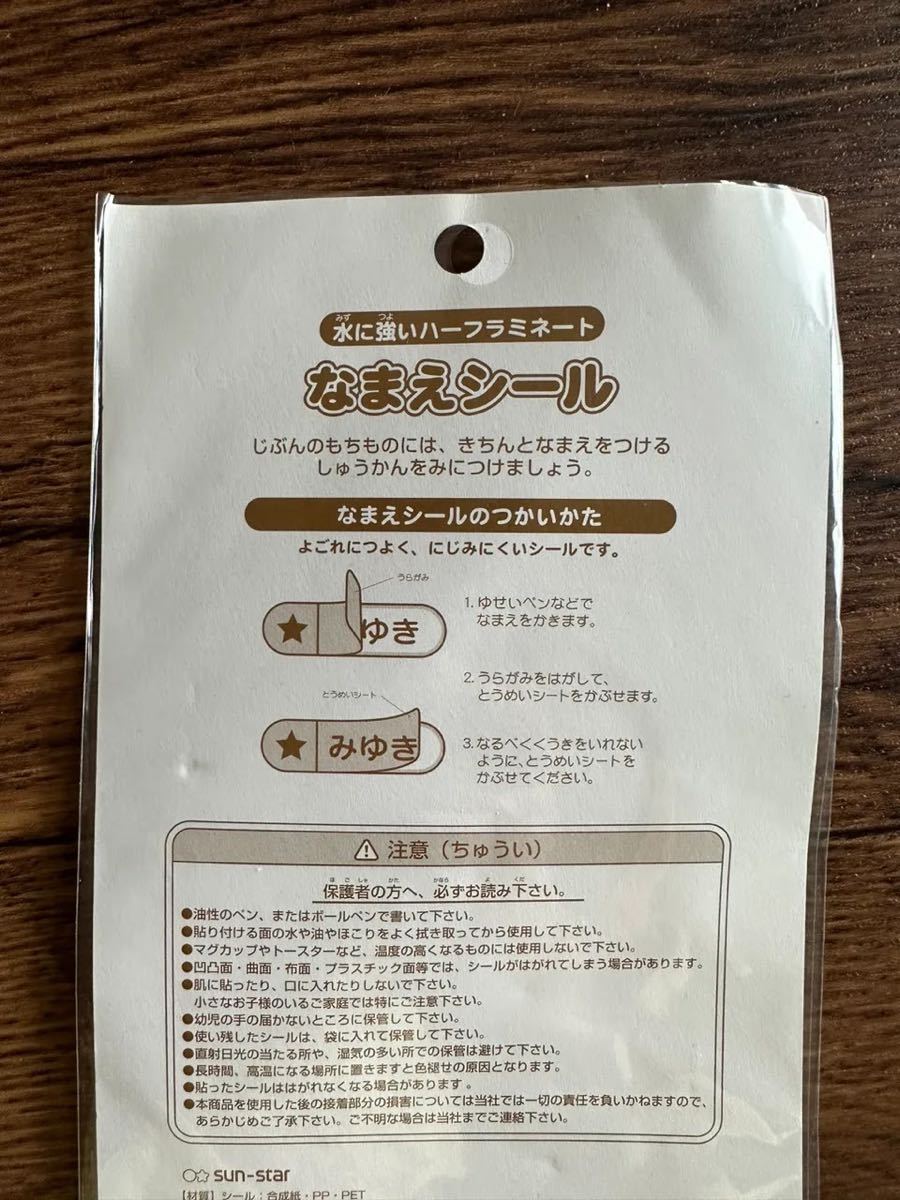 水に強いハーフラミネート
なまえシール
じぶんのもちものには、きちんとなまえをつける
しゅうかんをみにつけましょう。
なまえシールのつかいかた
よごれにつよく、にじみにくいシールです。
うらがみ
ゆき
1. ゆせいペンなどで
なまえをかきます。
2. うらがみをはがして、
とうめいシートをかぶせます。
とうめいシート
みゆき
3. なるべくくうきをいれない
ように、とうめいシートを
かぶせてください。
⚠ 注意（ちゅうい）
保護者の方へ、必ずお読み下さい。
●油性のペン、またはボールペンで書いて下さい。
●貼り付ける面の水や油やほこりをよく拭き取ってから使用して下さい。
●マグカップやトースターなど、温度の高くなるものには使用しないで下さい。
●凹凸面・曲面・布面・プラスチック面等では、シールがはがれてしまう場合があります。
●肌に貼ったり、口に入れたりしないで下さい。
小さなお子様のいるご家庭では特にご注意下さい。
●幼児の手の届かないところに保管して下さい。
●使い残したシールは、袋に入れて保管して下さい。
●直射日光の当たる所や、湿気の多い所での保管は避けて下さい。
●長時間、高温になる場所に置きますと色褪せの原因となります。
●貼ったシールははがれなくなる場合があります。
●本商品を使用した後の接着部分の損害については当社では一切の責任を負いかねますので、
あらかじめご了承下さい。ご不明な場合は当社までご連絡下さい。
sun-star
【材質】シール：合成紙・PP・PET